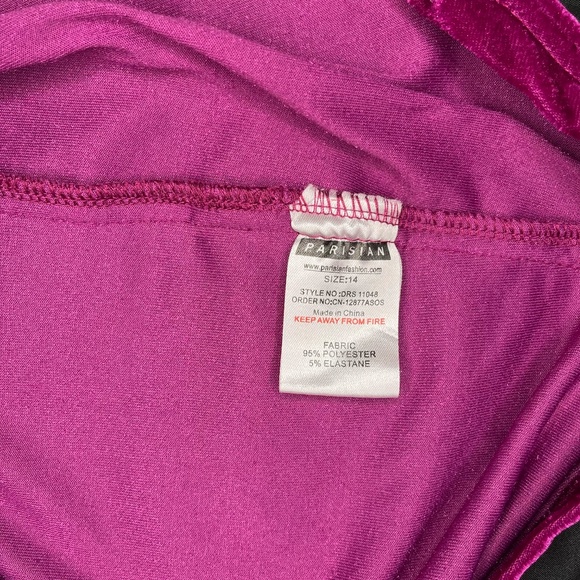 PARISIAN
www.parisianfashion.com
SIZE:14
STYLE NO:DRS 11048
ORDER NO:CN-12877ASOS
Made in China
KEEP AWAY FROM FIRE
FABRIC
95% POLYESTER
5% ELASTANE